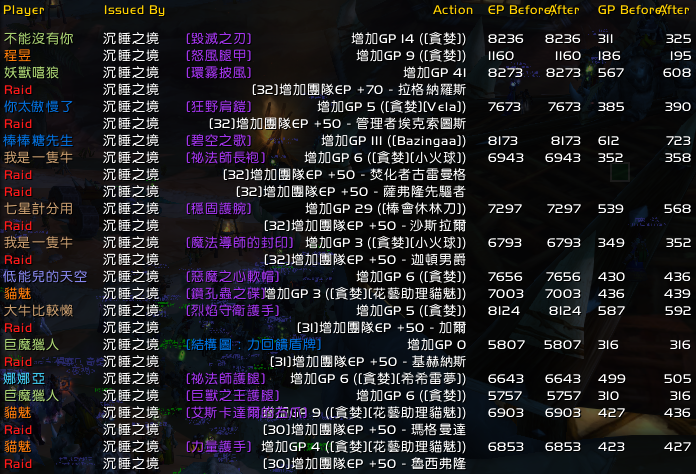 Player Issued By Action EP Before After GP Before After
不能沒有你 沉睡之境 [毀滅之刃] 增加GP 14 ([貪婪]) 8236 8236 311 325
程昱 沉睡之境 [怒風腿甲] 增加GP 9 ([貪婪]) 1160 1160 186 195
妖獸嘻狼 沉睡之境 [環霧披風] 增加GP 41 8273 8273 567 608
Raid 沉睡之境 [32]增加團隊EP +70 - 拉格納羅斯
你太傲慢了 沉睡之境 [狂野肩鎧] 增加GP 5 ([貪婪][Vela]) 7673 7673 385 390
Raid 沉睡之境 [32]增加團隊EP +50 - 管理者埃克索圖斯
棒棒糖先生 沉睡之境 [碧空之歌] 增加GP 111 ([Bazingaa]) 8173 8173 612 723
我是一隻牛 沉睡之境 [祕法師長袍] 增加GP 6 ([貪婪][小火球]) 6943 6943 352 358
Raid 沉睡之境 [32]增加團隊EP +50 - 焚化者古雷曼格
Raid 沉睡之境 [32]增加團隊EP +50 - 薩弗隆先驅者
七星計分用 沉睡之境 [穩固護腕] 增加GP 29 ([棒會休林刀]) 7297 7297 539 568
Raid 沉睡之境 [32]增加團隊EP +50 - 沙斯拉爾
我是一隻牛 沉睡之境 [魔法導師的封印] 增加GP 3 ([貪婪][小火球]) 6793 6793 349 352
Raid 沉睡之境 [32]增加團隊EP +50 - 迦頓男爵
低能兒的天空 沉睡之境 [惡魔之心軟帽] 增加GP 6 ([貪婪]) 7656 7656 430 436
貓魅 沉睡之境 [鑽孔蟲之碟] 增加GP 3 ([貪婪][花藝助理貓魅]) 7003 7003 436 439
大牛比較懶 沉睡之境 [烈焰守衛護手] 增加GP 5 ([貪婪]) 8124 8124 587 592
Raid 沉睡之境 [31]增加團隊EP +50 - 加爾
巨魔獵人 沉睡之境 [結構圖：力回饋盾牌] 增加GP 0 5807 5807 316 316
Raid 沉睡之境 [31]增加團隊EP +50 - 基赫納斯
娜娜亞 沉睡之境 [祕法師護腿] 增加GP 6 ([貪婪][希希雷夢]) 6643 6643 499 505
巨魔獵人 沉睡之境 [巨獸之王護腿] 增加GP 6 ([貪婪]) 5757 5757 310 316
貓魅 沉睡之境 [艾斯卡達爾的 增加GP 9 ([貪婪][花藝助理貓魅]) 6903 6903 427 436
Raid 沉睡之境 [30]增加團隊EP +50 - 瑪格曼達
貓魅 沉睡之境 [力量護手] 增加GP 4 ([貪婪][花藝助理貓魅]) 6853 6853 423 427
Raid 沉睡之境 [30]增加團隊EP +50 - 魯西弗隆